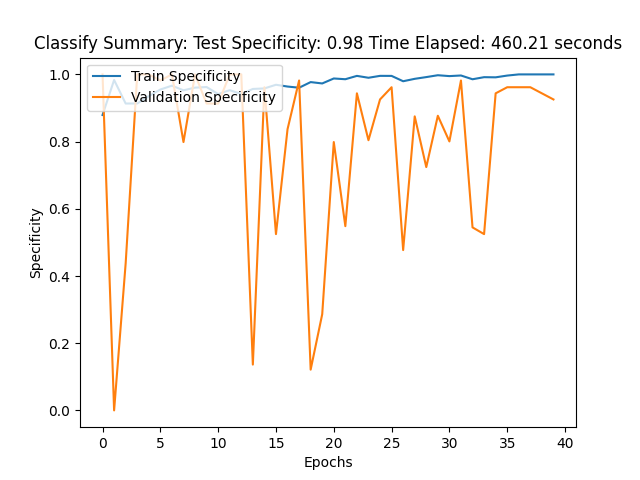 Classify Summary: Test Specificity: 0.98 Time Elapsed: 460.21 seconds
Train Specificity
Validation Specificity
Specificity
1.0
0.8
0.6
0.4
0.2
0.0
0 5 10 15 20 25 30 35 40
Epochs